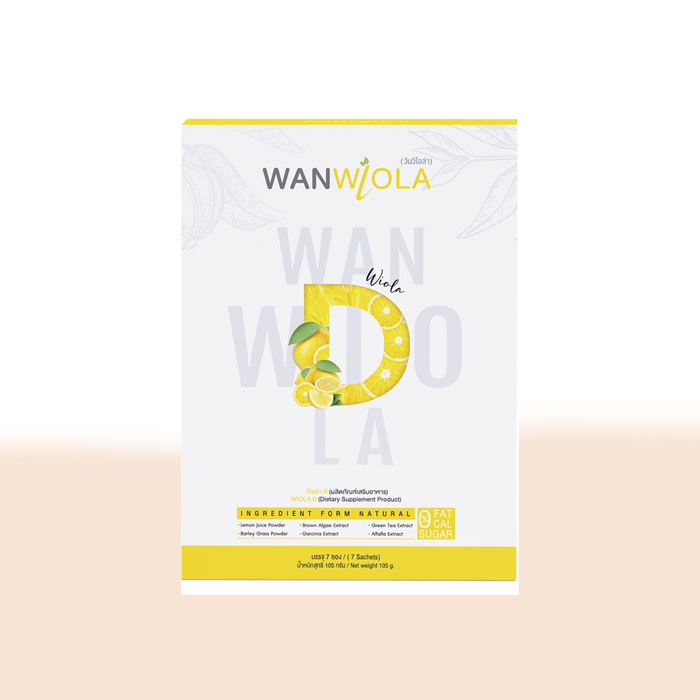 (วันวีโอล่า)
WANWIOLA
WAN
WIO
LA
Wiola
D
วีโอล่า ดี (ผลิตภัณฑ์เสริมอาหาร)
WIOLA D (Dietary Supplement Product)
INGREDIENT FORM NATURAL
• Lemon Juice Powder • Brown Algae Extract • Green Tea Extract
• Barley Grass Powder • Garcinia Extract • Alfalfa Extract
0% FAT
CAL
SUGAR
บรรจุ 7 ซอง / ( 7 Sachets)
น้ำหนักสุทธิ 105 กรัม / Net weight 105 g.